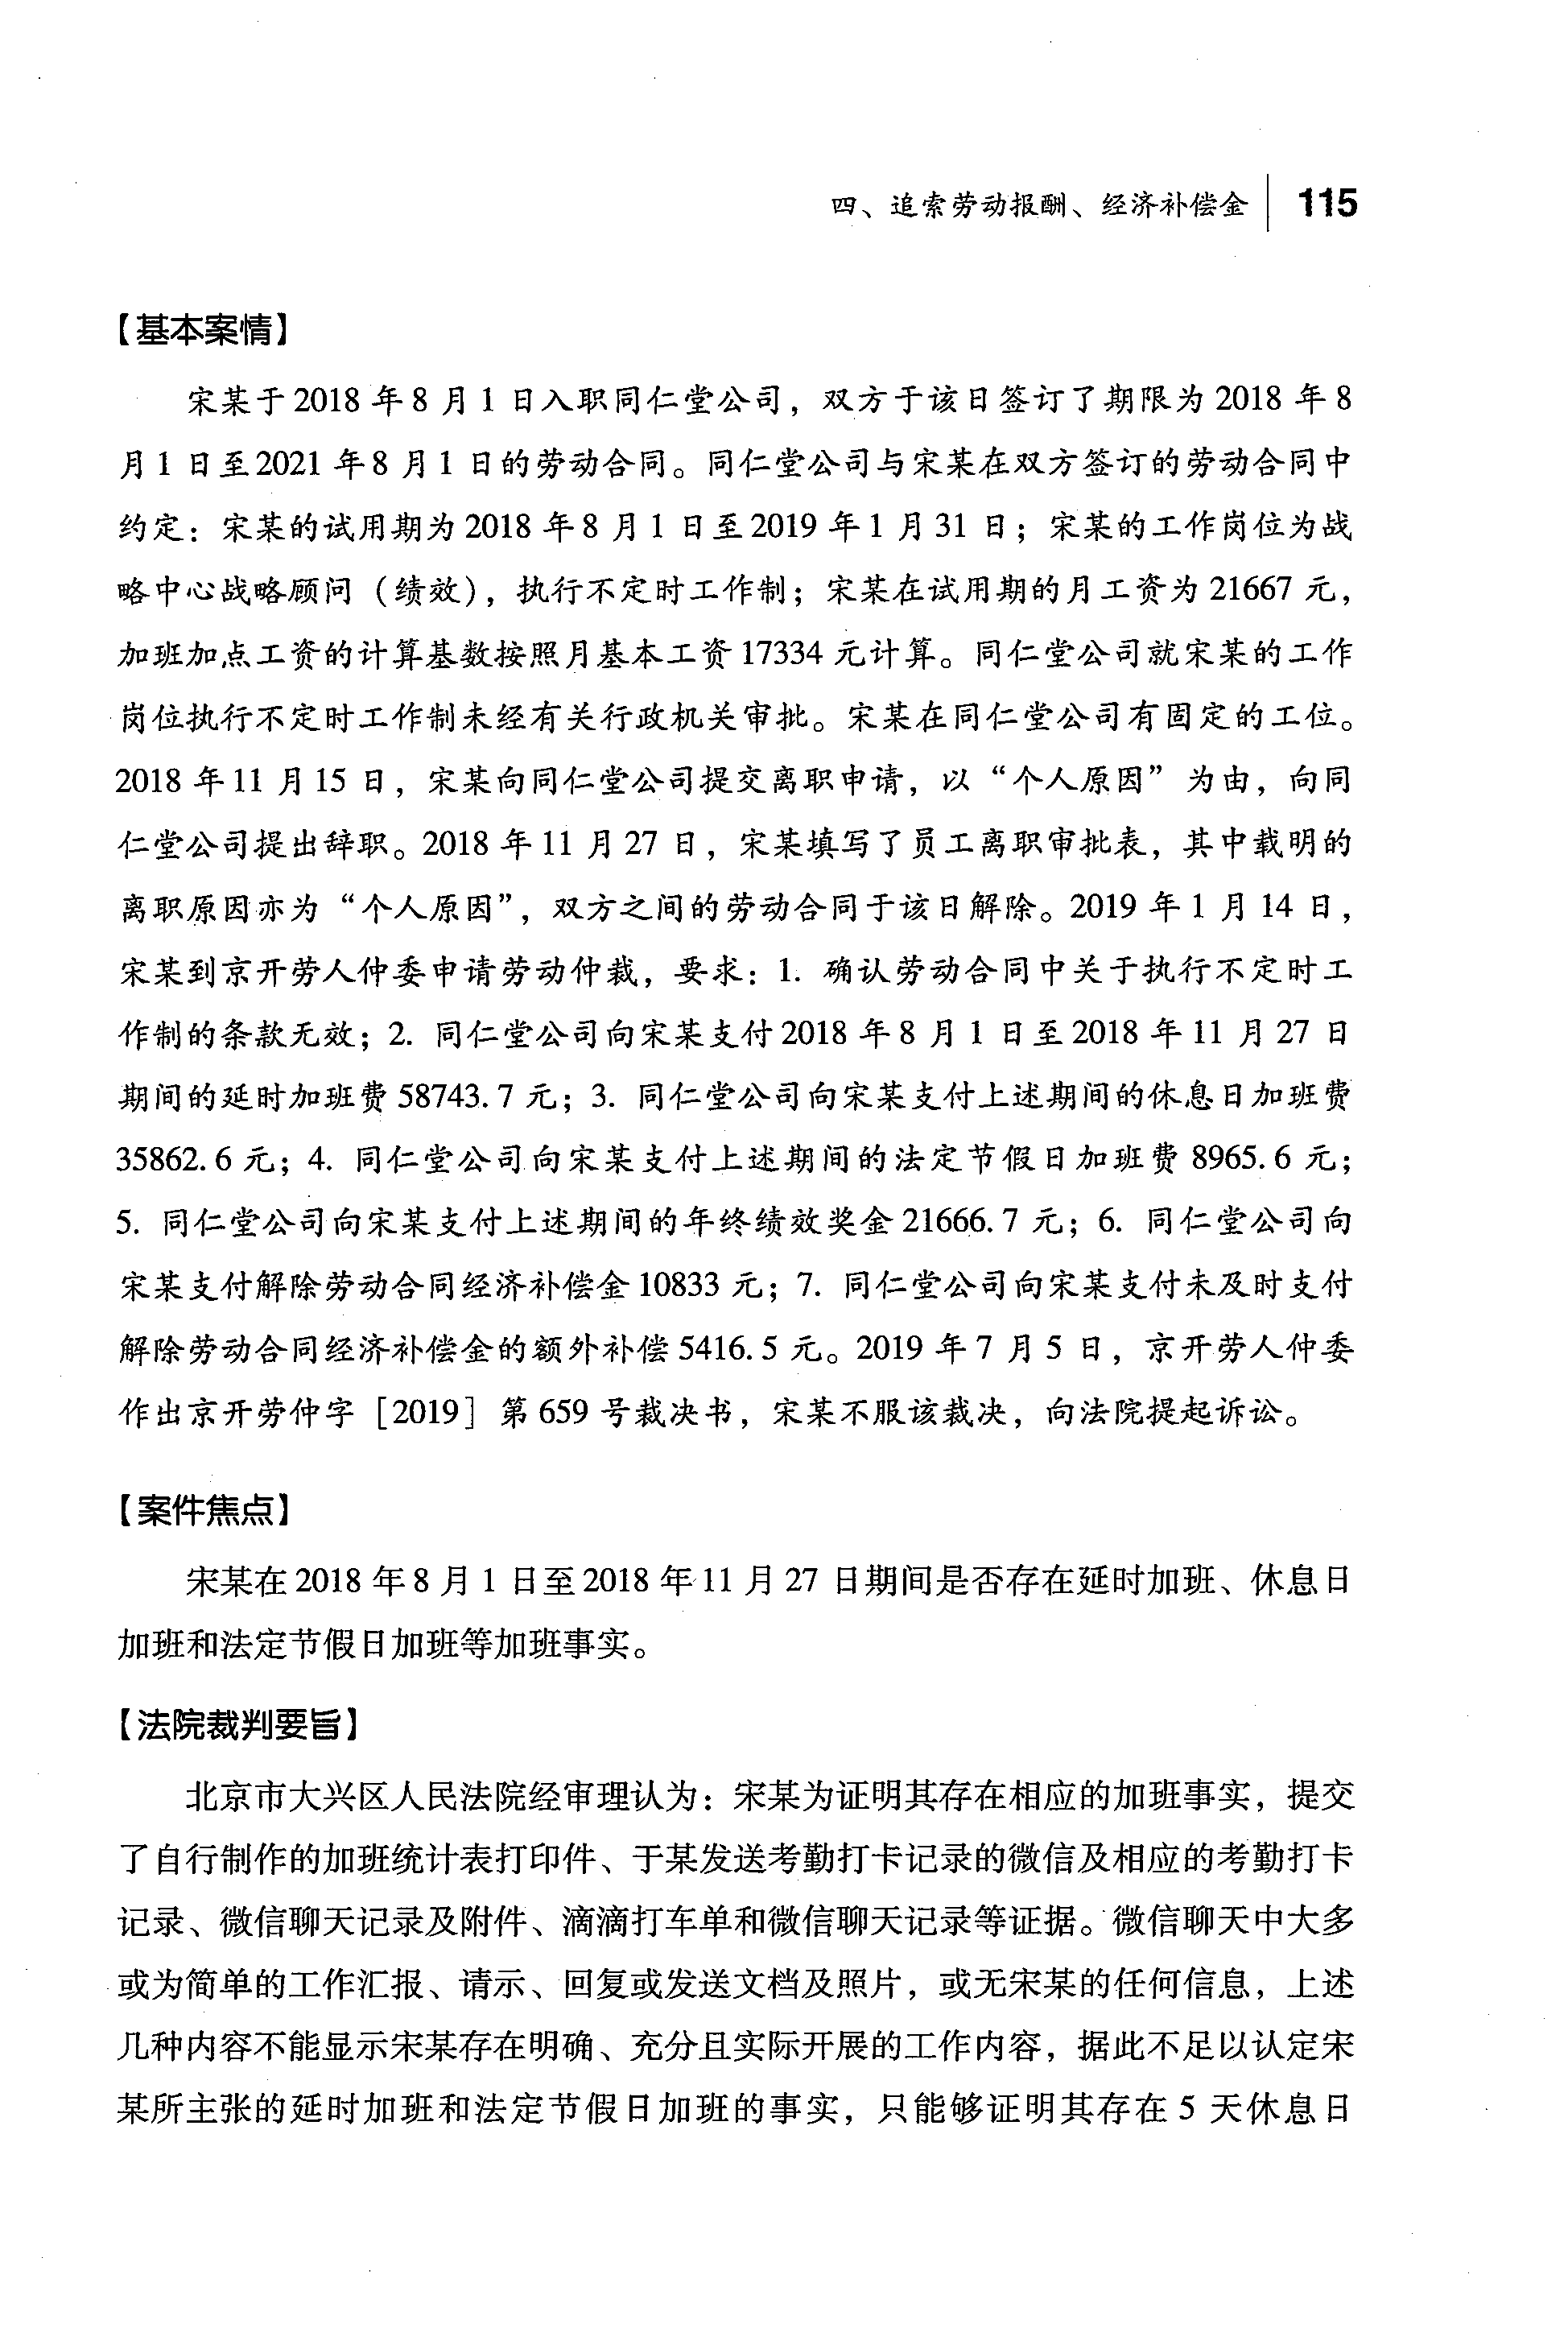 四、追索劳动报酬、经济补偿金 115
【基本案情】
宋某于2018年8月1日入职同仁堂公司，双方于该日签订了期限为2018年8
月1日至2021年8月1日的劳动合同。同仁堂公司与宋某在双方签订的劳动合同中
约定：宋某的试用期为2018年8月1日至2019年1月31日；宋某的工作岗位为战
略中心战略顾问（绩效），执行不定时工作制；宋某在试用期的月工资为21667元，
加班加点工资的计算基数按照月基本工资17334元计算。同仁堂公司就宋某的工作
岗位执行不定时工作制未经有关行政机关审批。宋某在同仁堂公司有固定的工位。
2018年11月15日，宋某向同仁堂公司提交离职申请，以“个人原因”为由，向同
仁堂公司提出辞职。2018年11月27日，宋某填写了员工离职审批表，其中载明的
离职原因亦为“个人原因”，双方之间的劳动合同于该日解除。2019年1月14日，
宋某到京开劳人仲委申请劳动仲裁，要求：1. 确认劳动合同中关于执行不定时工
作制的条款无效；2. 同仁堂公司向宋某支付2018年8月1日至2018年11月27日
期间的延时加班费58743.7元；3. 同仁堂公司向宋某支付上述期间的休息日加班费
35862.6元；4. 同仁堂公司向宋某支付上述期间的法定节假日加班费8965.6元；
5. 同仁堂公司向宋某支付上述期间的年终绩效奖金21666.7元；6. 同仁堂公司向
宋某支付解除劳动合同经济补偿金10833元；7. 同仁堂公司向宋某支付未及时支付
解除劳动合同经济补偿金的额外补偿5416.5元。2019年7月5日，京开劳人仲委
作出京开劳仲字［2019］第659号裁决书，宋某不服该裁决，向法院提起诉讼。
【案件焦点】
宋某在2018年8月1日至2018年11月27日期间是否存在延时加班、休息日
加班和法定节假日加班等加班事实。
【法院裁判要旨】
北京市大兴区人民法院经审理认为：宋某为证明其存在相应的加班事实，提交
了自行制作的加班统计表打印件、于某发送考勤打卡记录的微信及相应的考勤打卡
记录、微信聊天记录及附件、滴滴打车单和微信聊天记录等证据。微信聊天中大多
或为简单的工作汇报、请示、回复或发送文档及照片，或无宋某的任何信息，上述
几种内容不能显示宋某存在明确、充分且实际开展的工作内容，据此不足以认定宋
某所主张的延时加班和法定节假日加班的事实，只能够证明其存在5天休息日